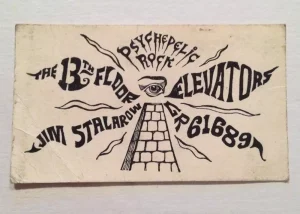 PSYCHEDELIC
ROCK
THE 13TH FLOOR ELEVATORS
JIM STALAROW GR 61689